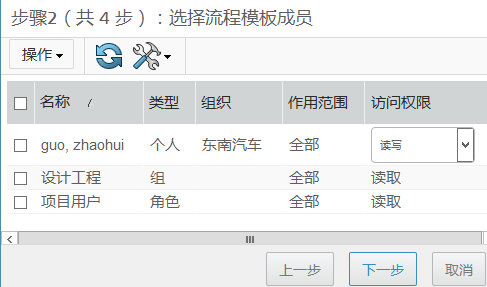 步骤2（共 4 步）：选择流程模板成员
操作
名称 类型 组织 作用范围 访问权限
guo, zhaohui 个人 东南汽车 全部 读写
设计工程 组 全部 读取
项目用户 角色 全部 读取
上一步 下一步 取消